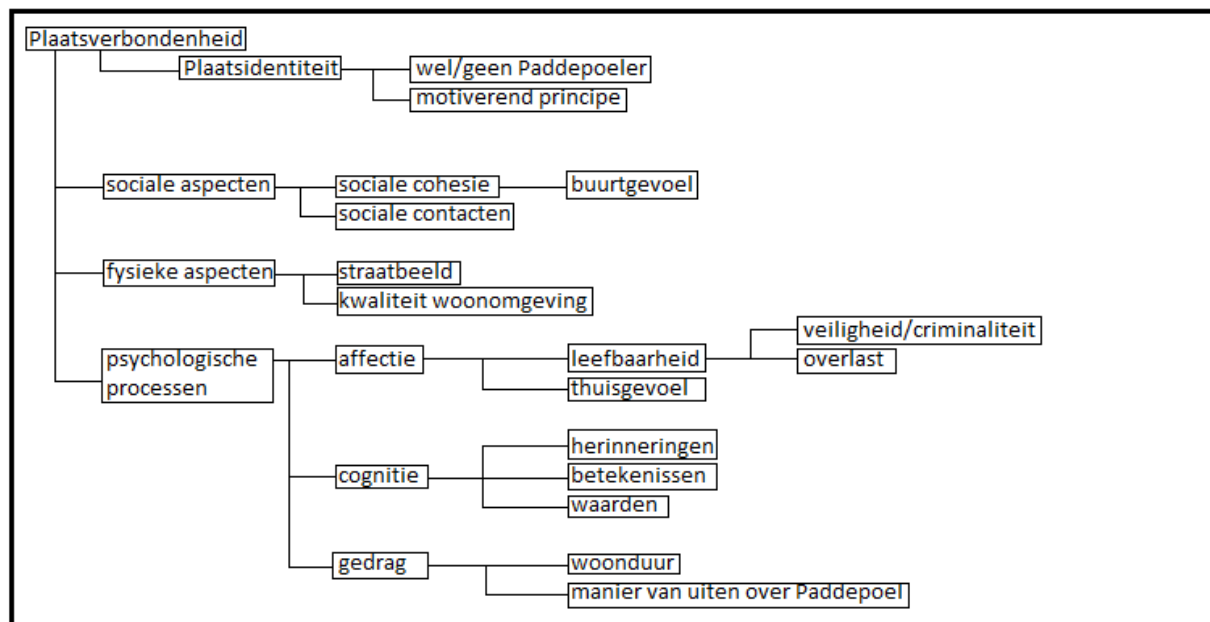 Plaatsverbondenheid
Plaatsidentiteit
wel/geen Paddepoeler
motiverend principe
sociale aspecten
sociale cohesie
buurtgevoel
sociale contacten
fysieke aspecten
straatbeeld
kwaliteit woonomgeving
psychologische
processen
affectie
leefbaarheid
veiligheid/criminaliteit
overlast
thuisgevoel
cognitie
herinneringen
betekenissen
waarden
gedrag
woonduur
manier van uiten over Paddepoel